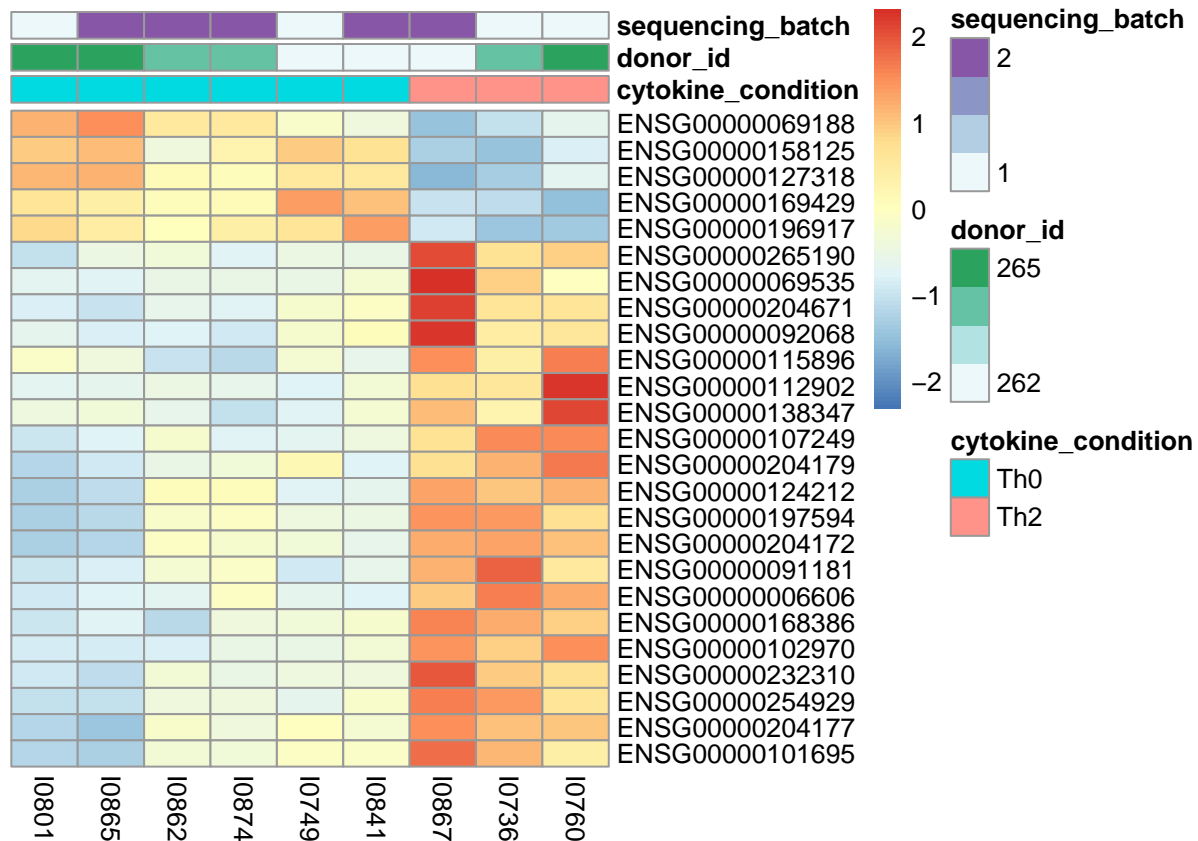 sequencing_batch
donor_id
cytokine_condition
ENSG00000069188
ENSG00000158125
ENSG00000127318
ENSG00000169429
ENSG00000196917
ENSG00000265190
ENSG00000069535
ENSG00000204671
ENSG00000092068
ENSG00000115896
ENSG00000112902
ENSG00000138347
ENSG00000107249
ENSG00000204179
ENSG00000124212
ENSG00000197594
ENSG00000204172
ENSG00000091181
ENSG00000006606
ENSG00000168386
ENSG00000102970
ENSG00000232310
ENSG00000254929
ENSG00000204177
ENSG00000101695
I0801
I0865
I0862
I0874
I0749
I0841
I0867
I0736
I0760
2
1
0
−1
−2
sequencing_batch
2
1
donor_id
265
262
cytokine_condition
Th0
Th2